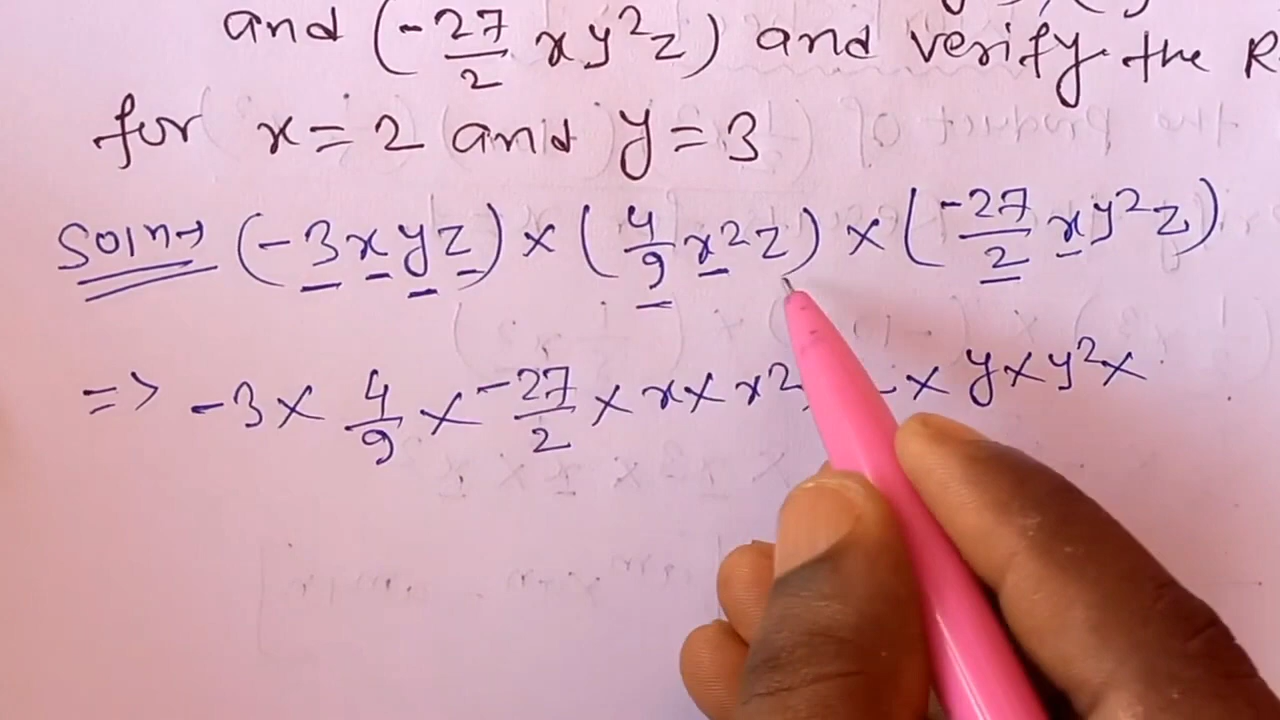 and (-27/2 xy²z) and verify the R
for x = 2 and y = 3
Soln→ (-3xyz) × (4/9 x²z) × (-27/2 xy²z)
=> -3 × 4/9 × -27/2 × x × x² × y × y² ×